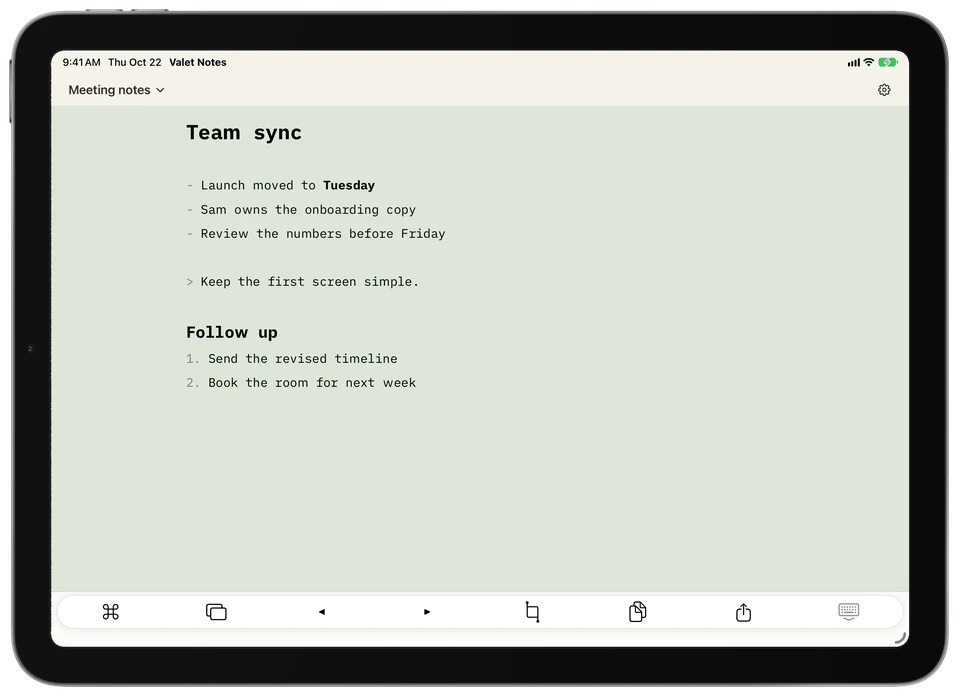 9:41 AM Thu Oct 22 Valet Notes
Meeting notes
Team sync
- Launch moved to Tuesday
- Sam owns the onboarding copy
- Review the numbers before Friday
> Keep the first screen simple.
Follow up
1. Send the revised timeline
2. Book the room for next week